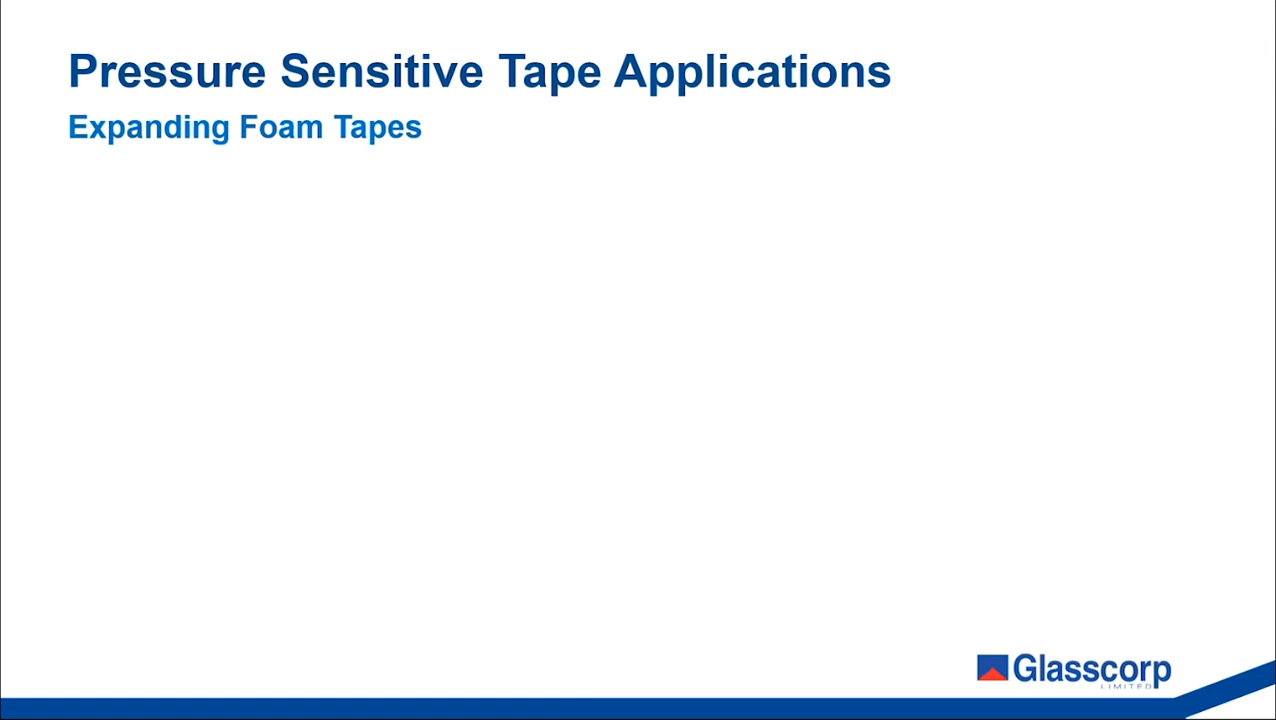 Pressure Sensitive Tape Applications
Expanding Foam Tapes
Glasscorp
LIMITED